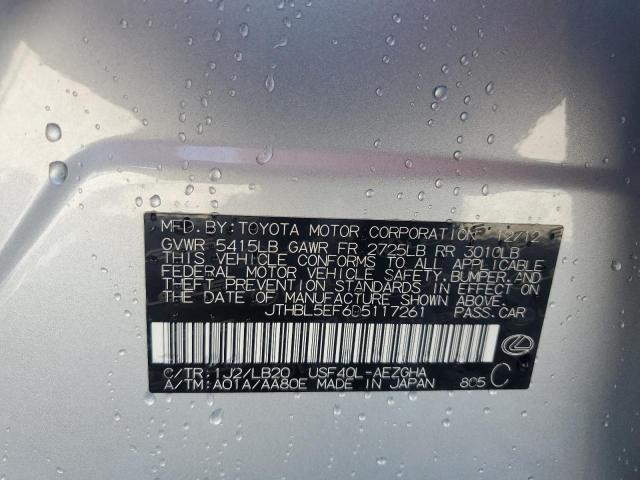 MFD.BY:TOYOTA MOTOR CORPORATION 12/12
GVWR 5415LB GAWR FR 2725LB RR 3010LB
THIS VEHICLE CONFORMS TO ALL APPLICABLE
FEDERAL MOTOR VEHICLE SAFETY, BUMPER AND
THEFT PREVENTION STANDARDS IN EFFECT ON
THE DATE OF MANUFACTURE SHOWN ABOVE.
JTHBL5EF6D5117261 PASS.CAR
C/TR:1J2/LB20 USF40L-AEZGHA
A/TM:A01A/AA80E MADE IN JAPAN 805 C